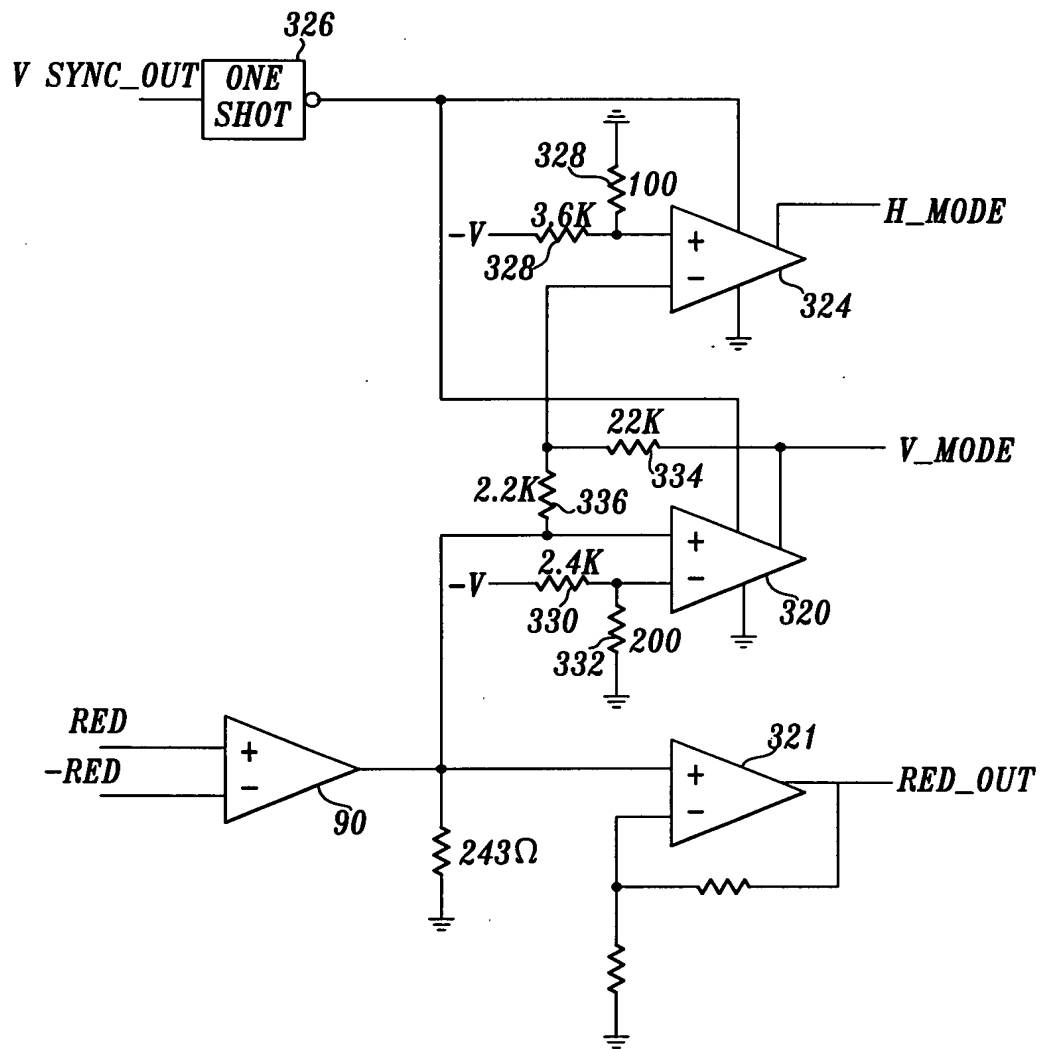 326
V SYNC_OUT
ONE
SHOT
328
100
3.6K
-V
328
+
-
H_MODE
324
22K
334
V_MODE
2.2K
336
2.4K
-V
330
+
-
320
332
200
RED
-RED
+
-
90
321
+
-
RED_OUT
243Ω